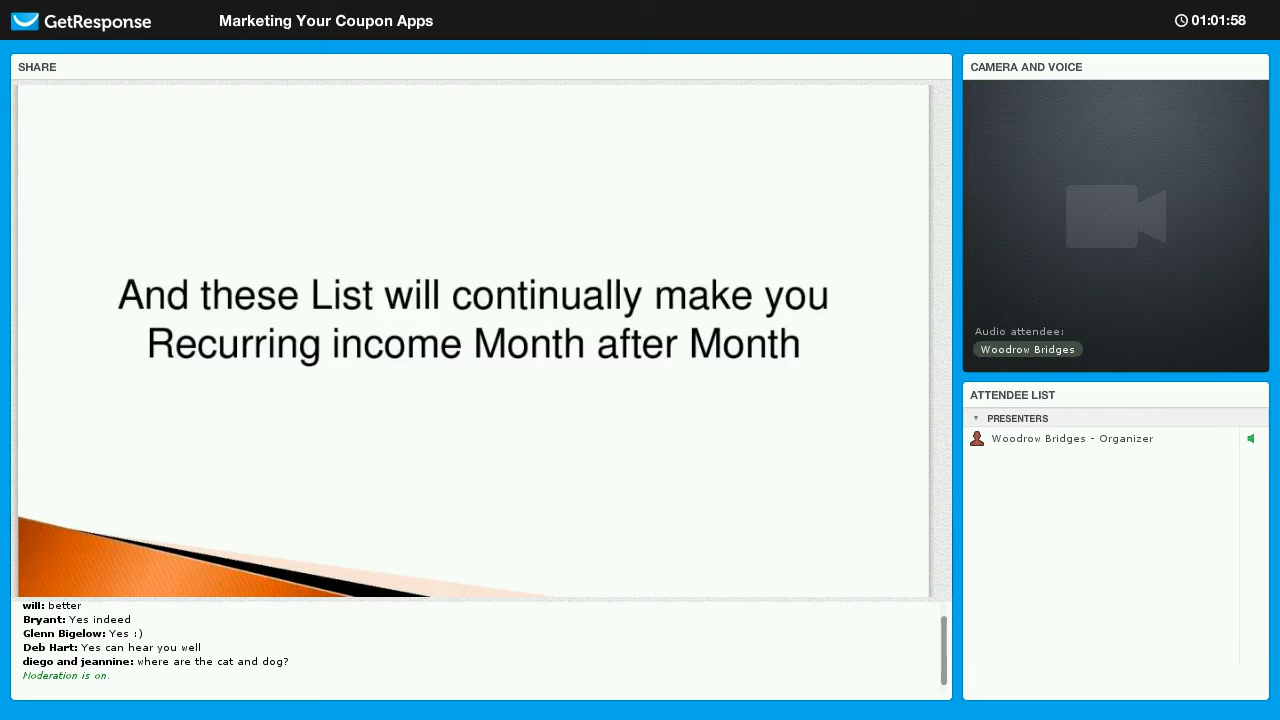 GetResponse
Marketing Your Coupon Apps
01:01:58
SHARE
And these List will continually make you
Recurring income Month after Month
will: better
Bryant: Yes indeed
Glenn Bigelow: Yes :)
Deb Hart: Yes can hear you well
diego and jeannine: where are the cat and dog?
Moderation is on.
CAMERA AND VOICE
Audio attendee:
Woodrow Bridges
ATTENDEE LIST
PRESENTERS
Woodrow Bridges - Organizer